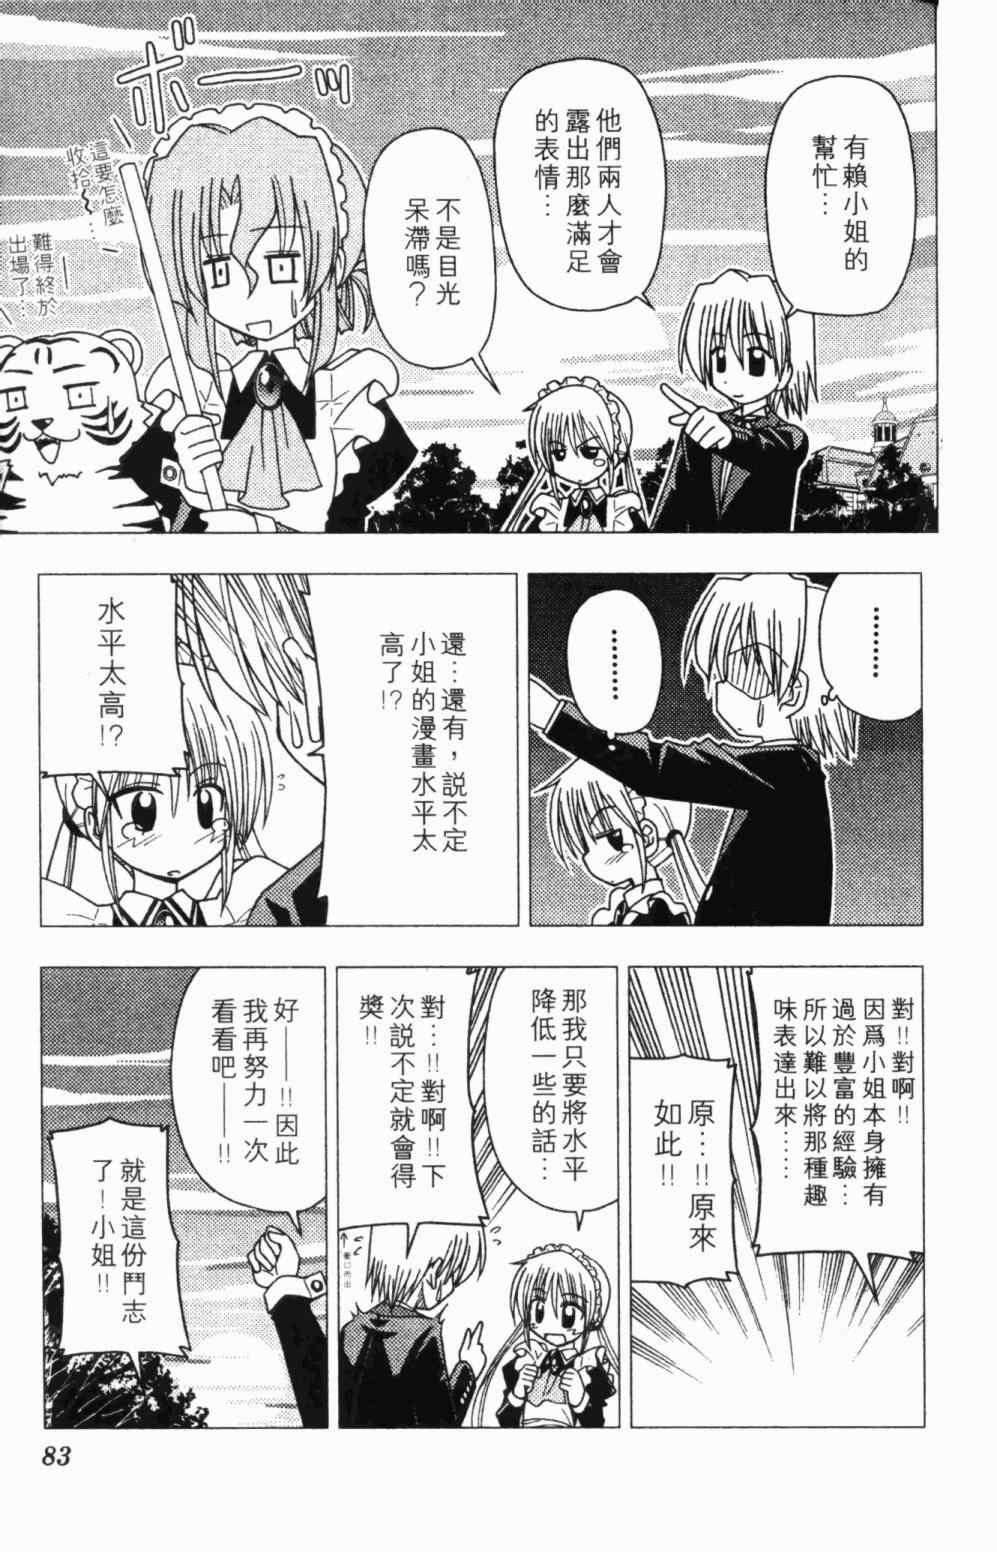 有賴小姐的
幫忙…
他們兩人才會
露出那麼滿足
的表情…
不是目光
呆滯嗎？
ボーッ
這要怎麼
收拾～…
難得終於
出場了…
………
………
還…還有，說不定
小姐的漫畫水平太
高了!?
水平太高!?
對!!對啊!!
因爲小姐本身擁有
過於豐富的經驗…
所以難以將那種趣
味表達出來……
原…!!原來
如此!!
那我只要將水平
降低一些的話…
對…!!對啊!!下
次說不定就會得
獎!!
↑衝口而出
好——!!因此
我再努力一次
看看吧——!!
就是這份鬥志
了！小姐!!
83